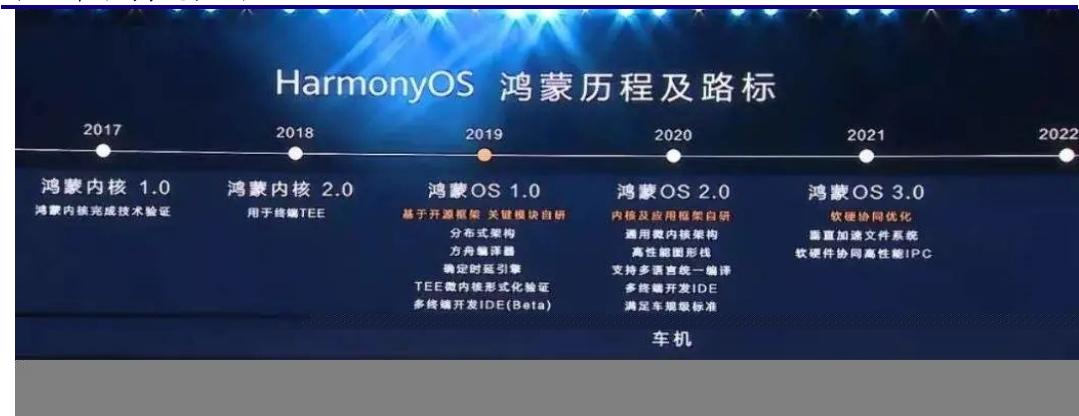 HarmonyOS 鸿蒙历程及路标
2017
2018
2019
2020
2021
2022
鸿蒙内核 1.0
鸿蒙内核完成技术验证
鸿蒙内核 2.0
用于终端TEE
鸿蒙OS 1.0
基于开源框架 关键模块自研
分布式架构
方舟编译器
确定时延引擎
TEE微内核形式化验证
多终端开发IDE(Beta)
鸿蒙OS 2.0
内核及应用框架自研
通用微内核架构
高性能图形栈
支持多语言统一编译
多终端开发IDE
满足车规级标准
车机
鸿蒙OS 3.0
软硬协同优化
垂直加速文件系统
软硬件协同高性能IPC